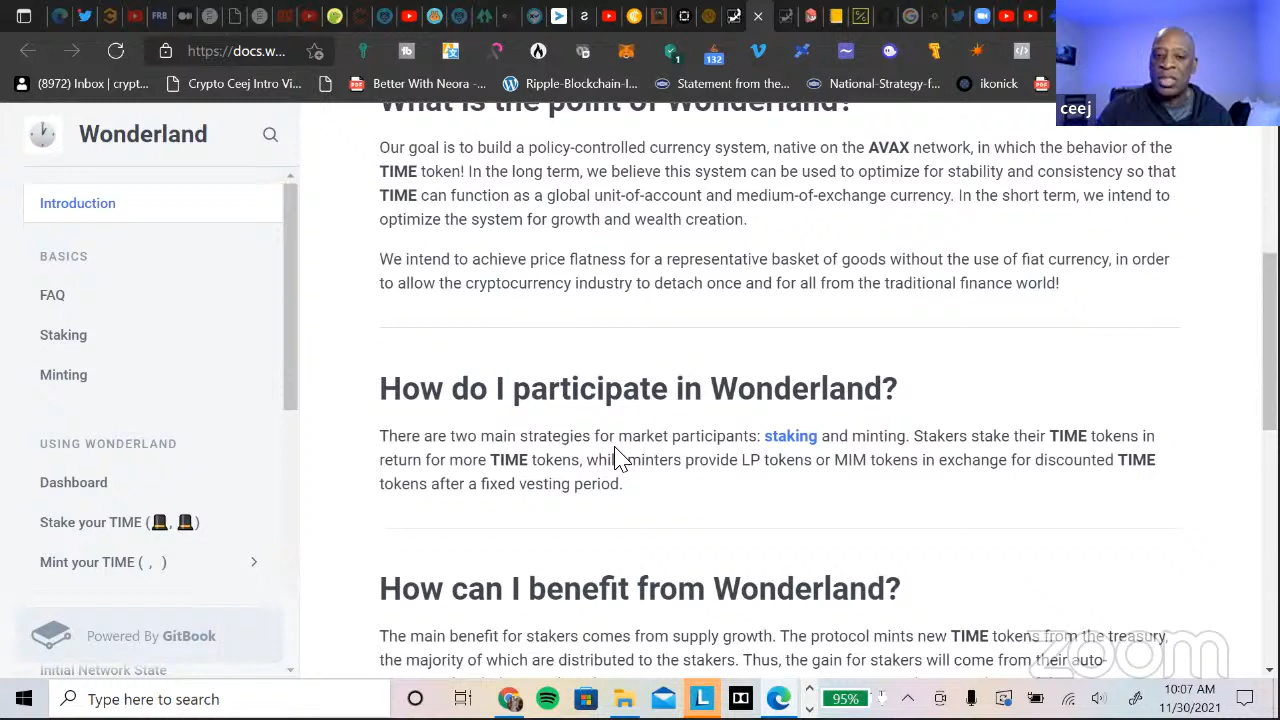 https://docs.w...
132
(8972) Inbox | crypt...
Crypto Ceej Intro Vi...
Better With Neora -...
Ripple-Blockchain-I...
Statement from the...
National-Strategy-f...
ikonick
ceej
Wonderland
Introduction
BASICS
FAQ
Staking
Minting
USING WONDERLAND
Dashboard
Stake your TIME (🎩, 🎩)
Mint your TIME ( , )
Powered By GitBook
Initial Network State
What is the point of Wonderland?
Our goal is to build a policy-controlled currency system, native on the AVAX network, in which the behavior of the
TIME token! In the long term, we believe this system can be used to optimize for stability and consistency so that
TIME can function as a global unit-of-account and medium-of-exchange currency. In the short term, we intend to
optimize the system for growth and wealth creation.
We intend to achieve price flatness for a representative basket of goods without the use of fiat currency, in order
to allow the cryptocurrency industry to detach once and for all from the traditional finance world!
How do I participate in Wonderland?
There are two main strategies for market participants: staking and minting. Stakers stake their TIME tokens in
return for more TIME tokens, while minters provide LP tokens or MIM tokens in exchange for discounted TIME
tokens after a fixed vesting period.
How can I benefit from Wonderland?
The main benefit for stakers comes from supply growth. The protocol mints new TIME tokens from the treasury,
the majority of which are distributed to the stakers. Thus, the gain for stakers will come from their auto-
zoom
Type here to search
95%
10:07 AM
11/30/2021